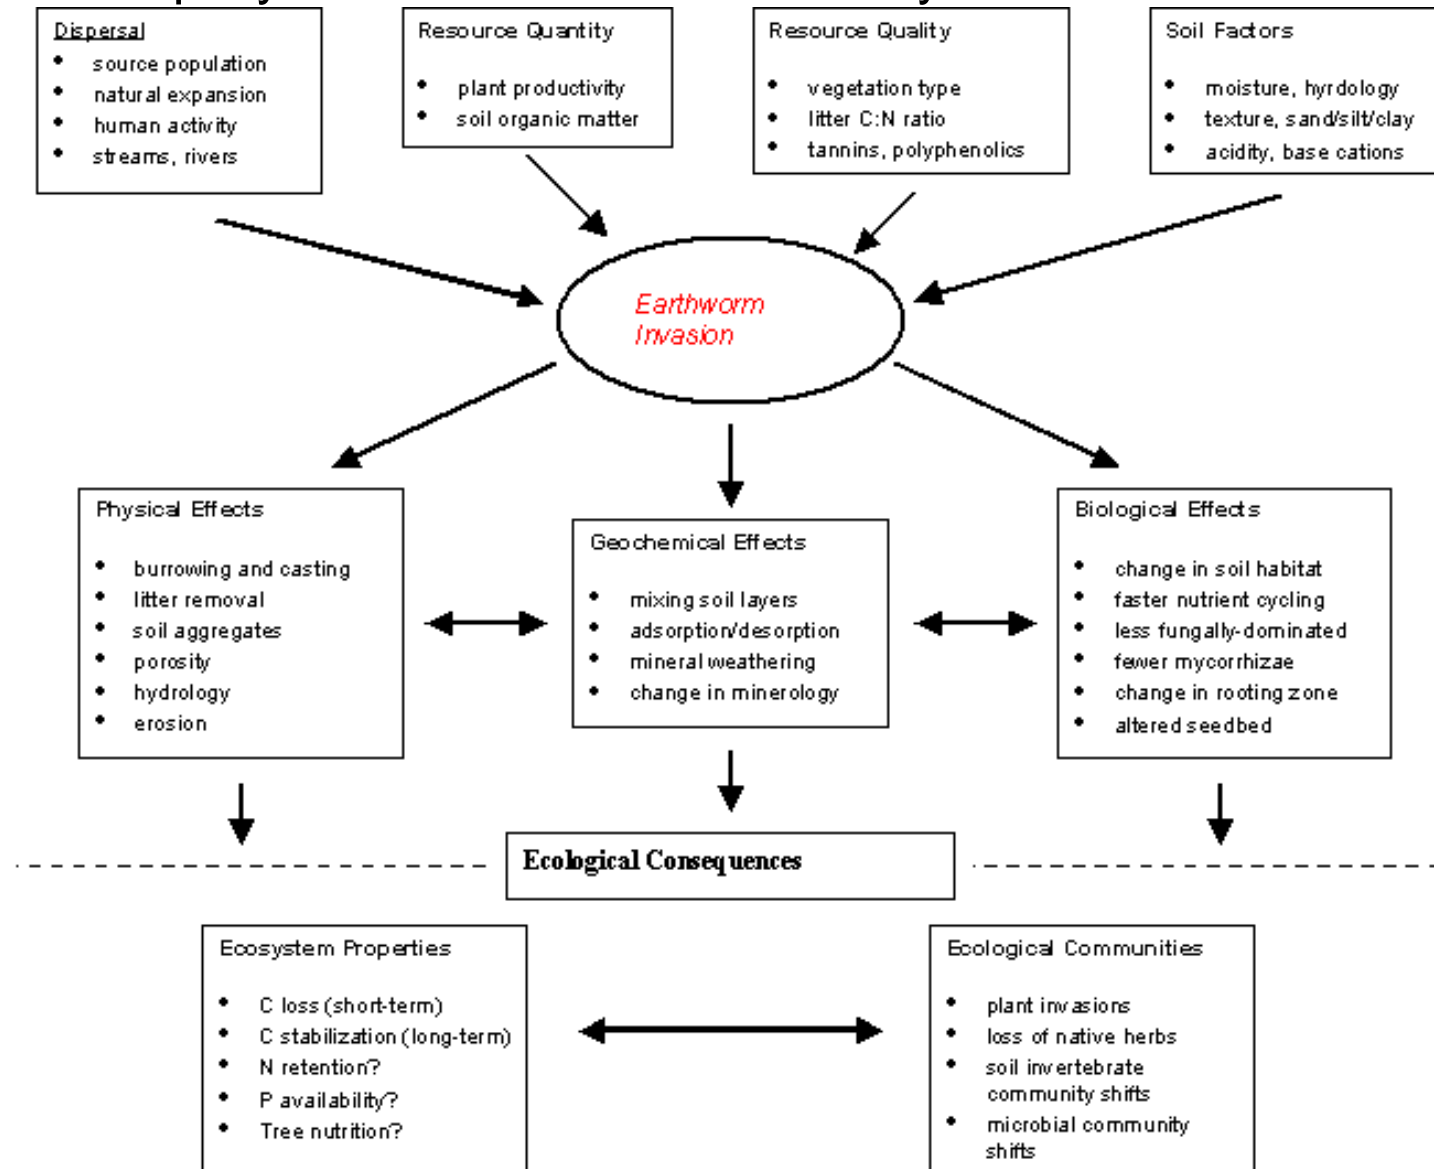 Dispersal
• source population
• natural expansion
• human activity
• streams, rivers
Resource Quantity
• plant productivity
• soil organic matter
Resource Quality
• vegetation type
• litter C:N ratio
• tannins, polyphenolics
Soil Factors
• moisture, hyrdology
• texture, sand/silt/clay
• acidity, base cations
Earthworm
Invasion
Physical Effects
• burrowing and casting
• litter removal
• soil aggregates
• porosity
• hydrology
• erosion
Geochemical Effects
• mixing soil layers
• adsorption/desorption
• mineral weathering
• change in minerology
Biological Effects
• change in soil habitat
• faster nutrient cycling
• less fungally-dominated
• fewer mycorrhizae
• change in rooting zone
• altered seedbed
Ecological Consequences
Ecosystem Properties
• C loss (short-term)
• C stabilization (long-term)
• N retention?
• P availability?
• Tree nutrition?
Ecological Communities
• plant invasions
• loss of native herbs
• soil invertebrate
community shifts
• microbial community
shifts